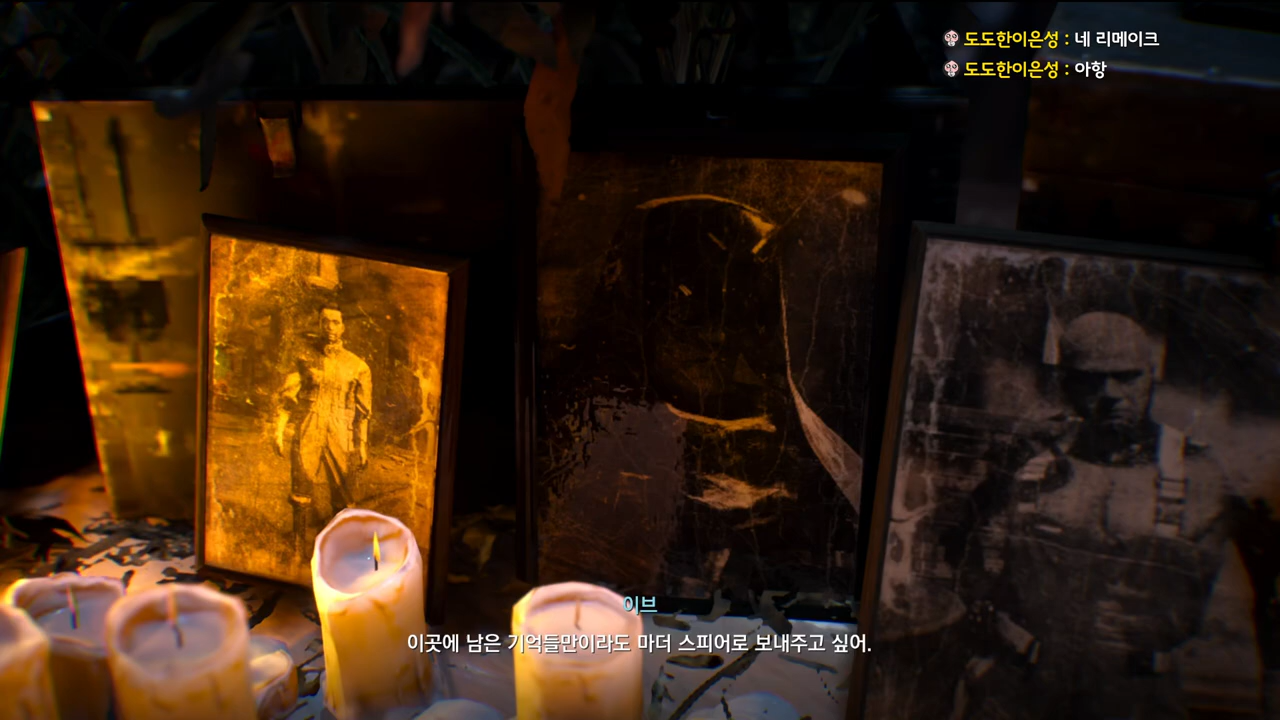 도도한이은성 : 네 리메이크
도도한이은성 : 아항
이브
이곳에 남은 기억들만이라도 마더 스피어로 보내주고 싶어.